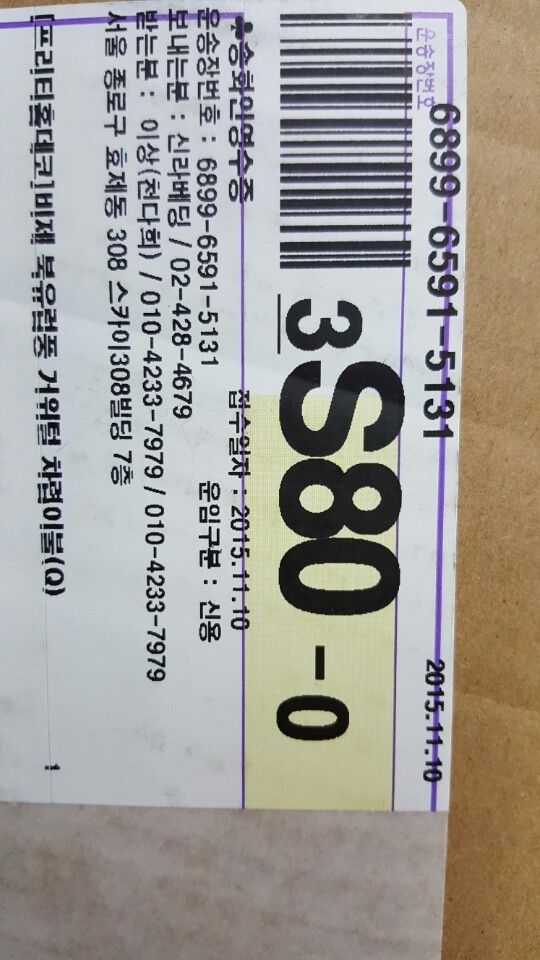 운송장번호 6899-6591-5131 2015.11.10
3S80-0
운송확인영수증 접수일자 : 2015.11.10
운송장번호 : 6899-6591-5131 운임구분 : 신용
보내는분 : 신라베딩 / 02-428-4679
받는분 : 이상(천다희) / 010-4233-7979 / 010-4233-7979
서울 종로구 효제동 308 스카이308빌딩 7층
[프리티홈데코]비제 북유럽풍 거위털 차렵이불(Q) 1